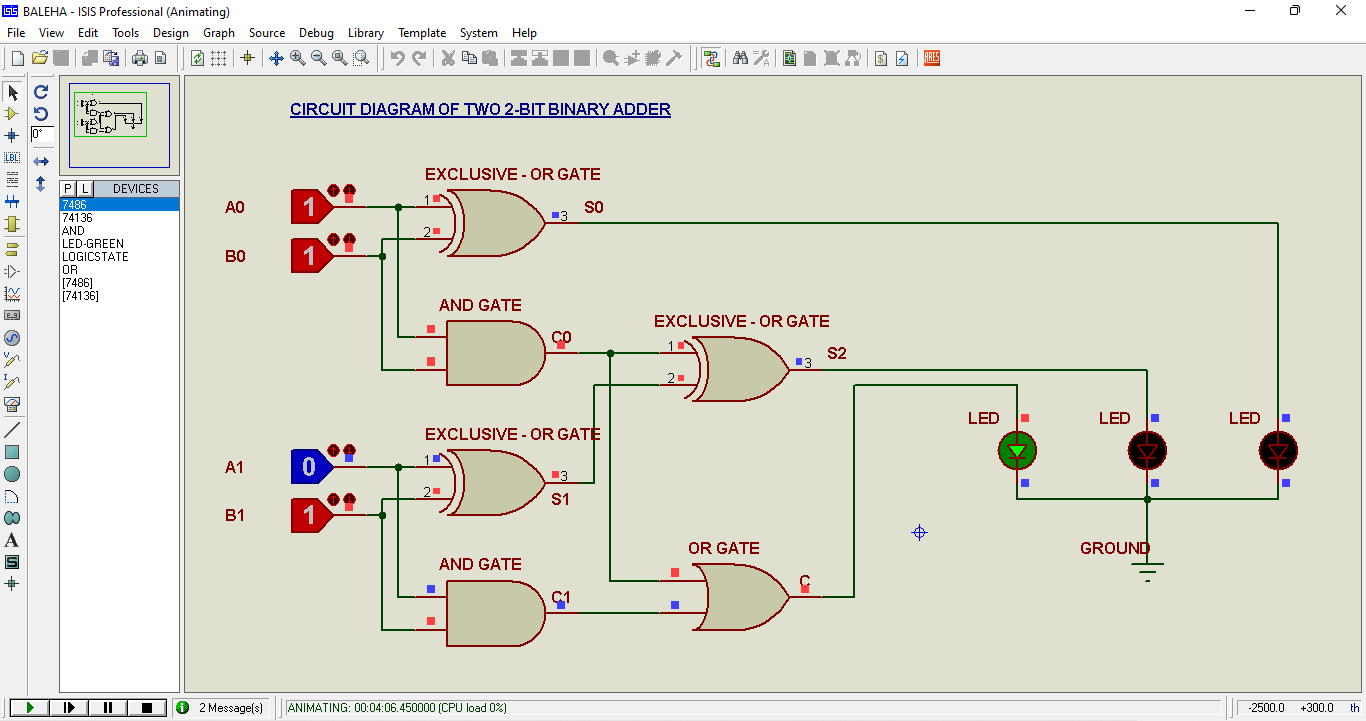 BALEHA - ISIS Professional (Animating)
File View Edit Tools Design Graph Source Debug Library Template System Help
0°
LBL
P L DEVICES
7486
74136
AND
LED-GREEN
LOGICSTATE
OR
[7486]
[74136]
CIRCUIT DIAGRAM OF TWO 2-BIT BINARY ADDER
EXCLUSIVE - OR GATE
A0 1 1 3 S0
B0 1 2
AND GATE
C0
EXCLUSIVE - OR GATE
1 3 S2
2
LED LED LED
EXCLUSIVE - OR GATE
A1 0 1 3
S1
B1 1 2
OR GATE
GROUND
AND GATE
C
C1
2 Message(s)
ANIMATING: 00:04:06.450000 (CPU load 0%)
-2500.0 +300.0 th